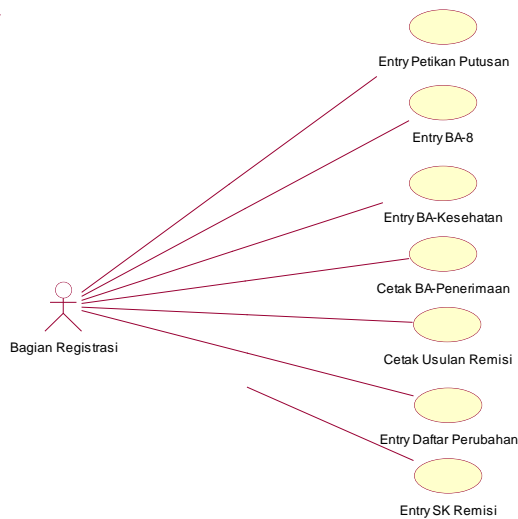 Entry Petikan Putusan
Entry BA-8
Entry BA-Kesehatan
Cetak BA-Penerimaan
Bagian Registrasi
Cetak Usulan Remisi
Entry Daftar Perubahan
Entry SK Remisi